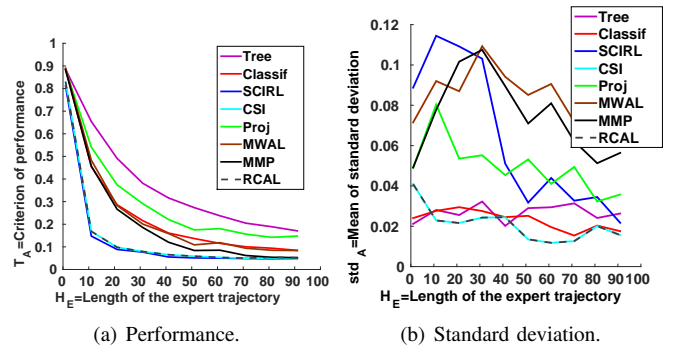 1
0.9
0.8
0.7
0.6
0.5
0.4
0.3
0.2
0.1
0
0 10 20 30 40 50 60 70 80 90 100
T_A=Criterion of performance
H_E=Length of the expert trajectory
Tree
Classif
SCIRL
CSI
Proj
MWAL
MMP
RCAL
(a) Performance.
0.12
0.1
0.08
0.06
0.04
0.02
0
0 10 20 30 40 50 60 70 80 90 100
std_A=Mean of standard deviation
H_E=Length of the expert trajectory
Tree
Classif
SCIRL
CSI
Proj
MWAL
MMP
RCAL
(b) Standard deviation.